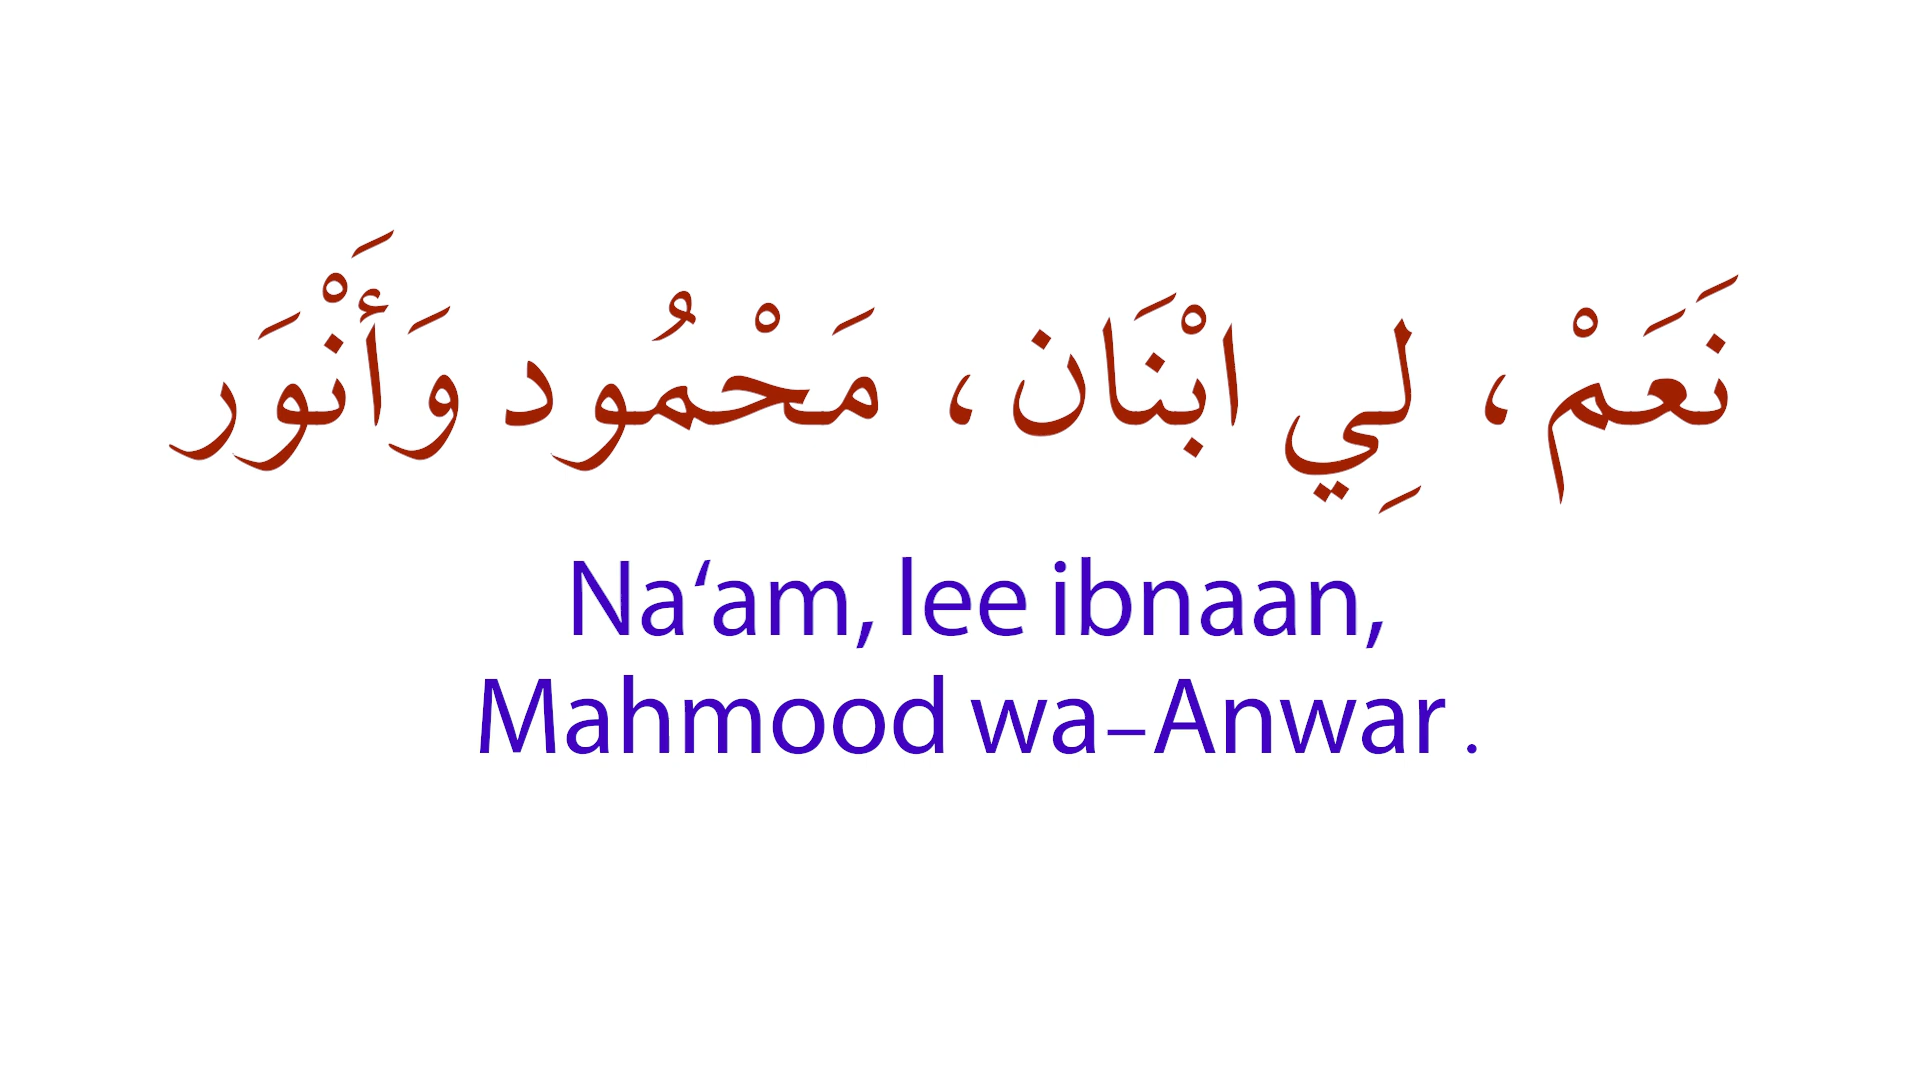 نَعَمْ، لِي ابْنَان، مَحْمُود وَأَنْوَر
Na‘am, lee ibnaan,
Mahmood wa–Anwar .